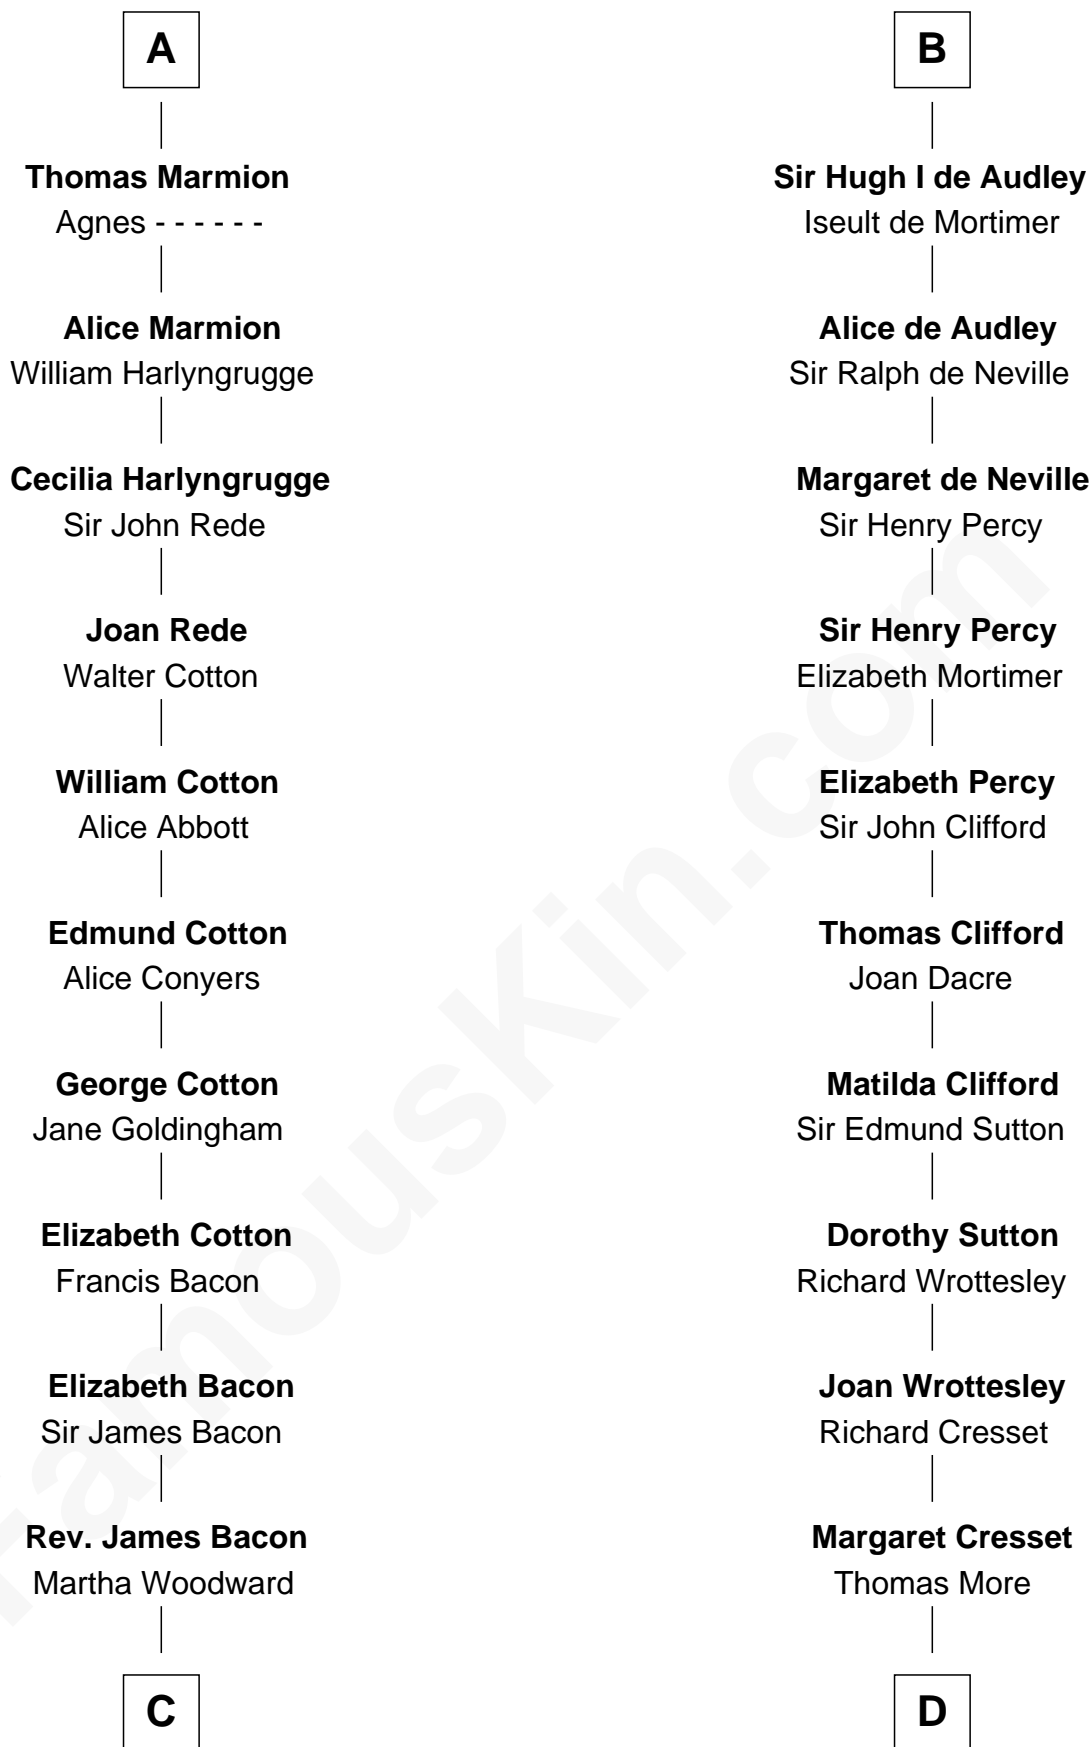 A
Thomas Marmion
Agnes - - - - - -
Alice Marmion
William Harlyngrugge
Cecilia Harlyngrugge
Sir John Rede
Joan Rede
Walter Cotton
William Cotton
Alice Abbott
Edmund Cotton
Alice Conyers
George Cotton
Jane Goldingham
Elizabeth Cotton
Francis Bacon
Elizabeth Bacon
Sir James Bacon
Rev. James Bacon
Martha Woodward
C
B
Sir Hugh I de Audley
Iseult de Mortimer
Alice de Audley
Sir Ralph de Neville
Margaret de Neville
Sir Henry Percy
Sir Henry Percy
Elizabeth Mortimer
Elizabeth Percy
Sir John Clifford
Thomas Clifford
Joan Dacre
Matilda Clifford
Sir Edmund Sutton
Dorothy Sutton
Richard Wrottesley
Joan Wrottesley
Richard Cresset
Margaret Cresset
Thomas More
D
FamousKin.com